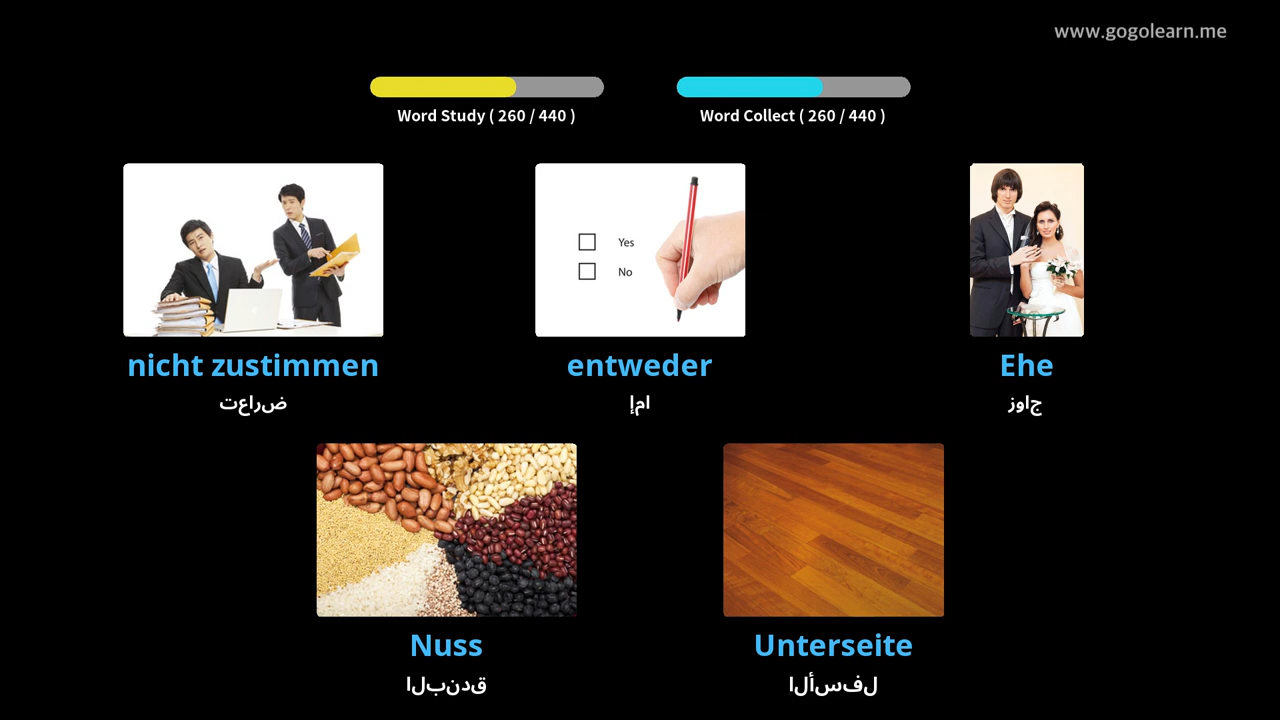 www.gogolearn.me
Word Study ( 260 / 440 )
Word Collect ( 260 / 440 )
Yes
No
nicht zustimmen
entweder
Ehe
تعارض
إما
زواج
Nuss
Unterseite
البندق
الأسفل